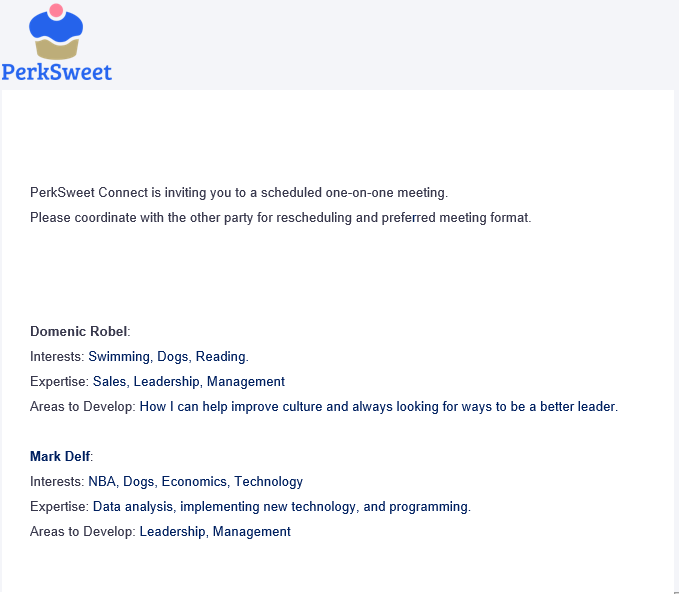 PerkSweet
PerkSweet Connect is inviting you to a scheduled one-on-one meeting.
Please coordinate with the other party for rescheduling and preferred meeting format.
Domenic Robel:
Interests: Swimming, Dogs, Reading.
Expertise: Sales, Leadership, Management
Areas to Develop: How I can help improve culture and always looking for ways to be a better leader.
Mark Delf:
Interests: NBA, Dogs, Economics, Technology
Expertise: Data analysis, implementing new technology, and programming.
Areas to Develop: Leadership, Management